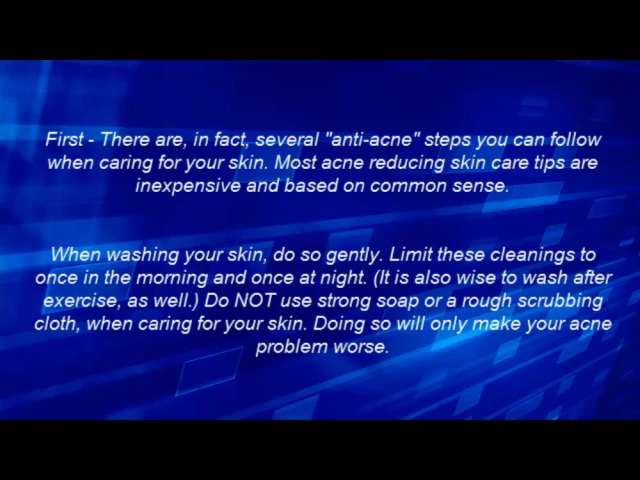 First - There are, in fact, several "anti-acne" steps you can follow
when caring for your skin. Most acne reducing skin care tips are
inexpensive and based on common sense.
When washing your skin, do so gently. Limit these cleanings to
once in the morning and once at night. (It is also wise to wash after
exercise, as well.) Do NOT use strong soap or a rough scrubbing
cloth, when caring for your skin. Doing so will only make your acne
problem worse.